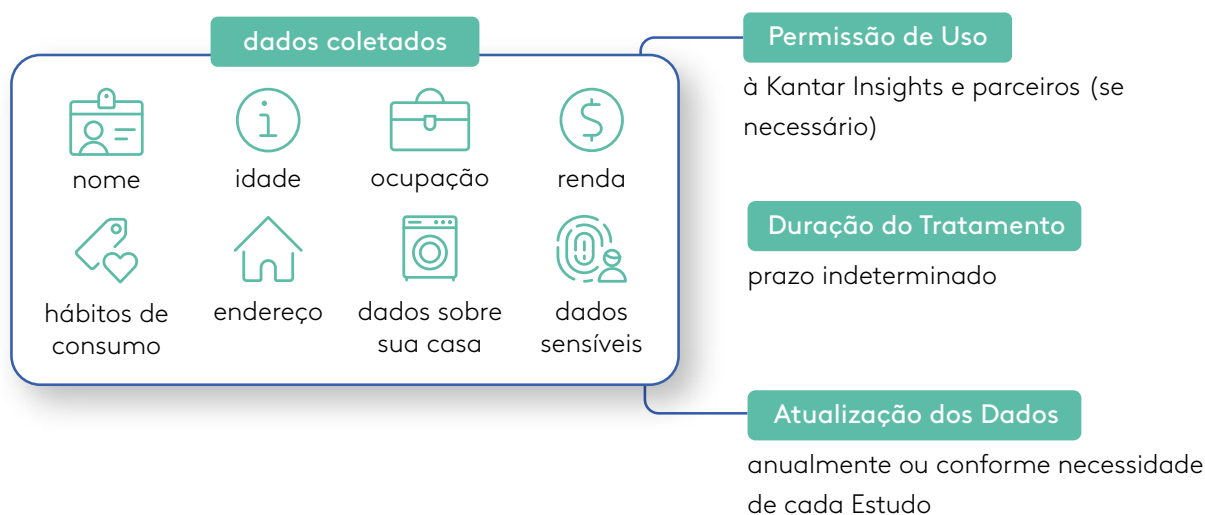 dados coletados
nome
idade
ocupação
renda
hábitos de
consumo
endereço
dados sobre
sua casa
dados
sensíveis
Permissão de Uso
à Kantar Insights e parceiros (se
necessário)
Duração do Tratamento
prazo indeterminado
Atualização dos Dados
anualmente ou conforme necessidade
de cada Estudo